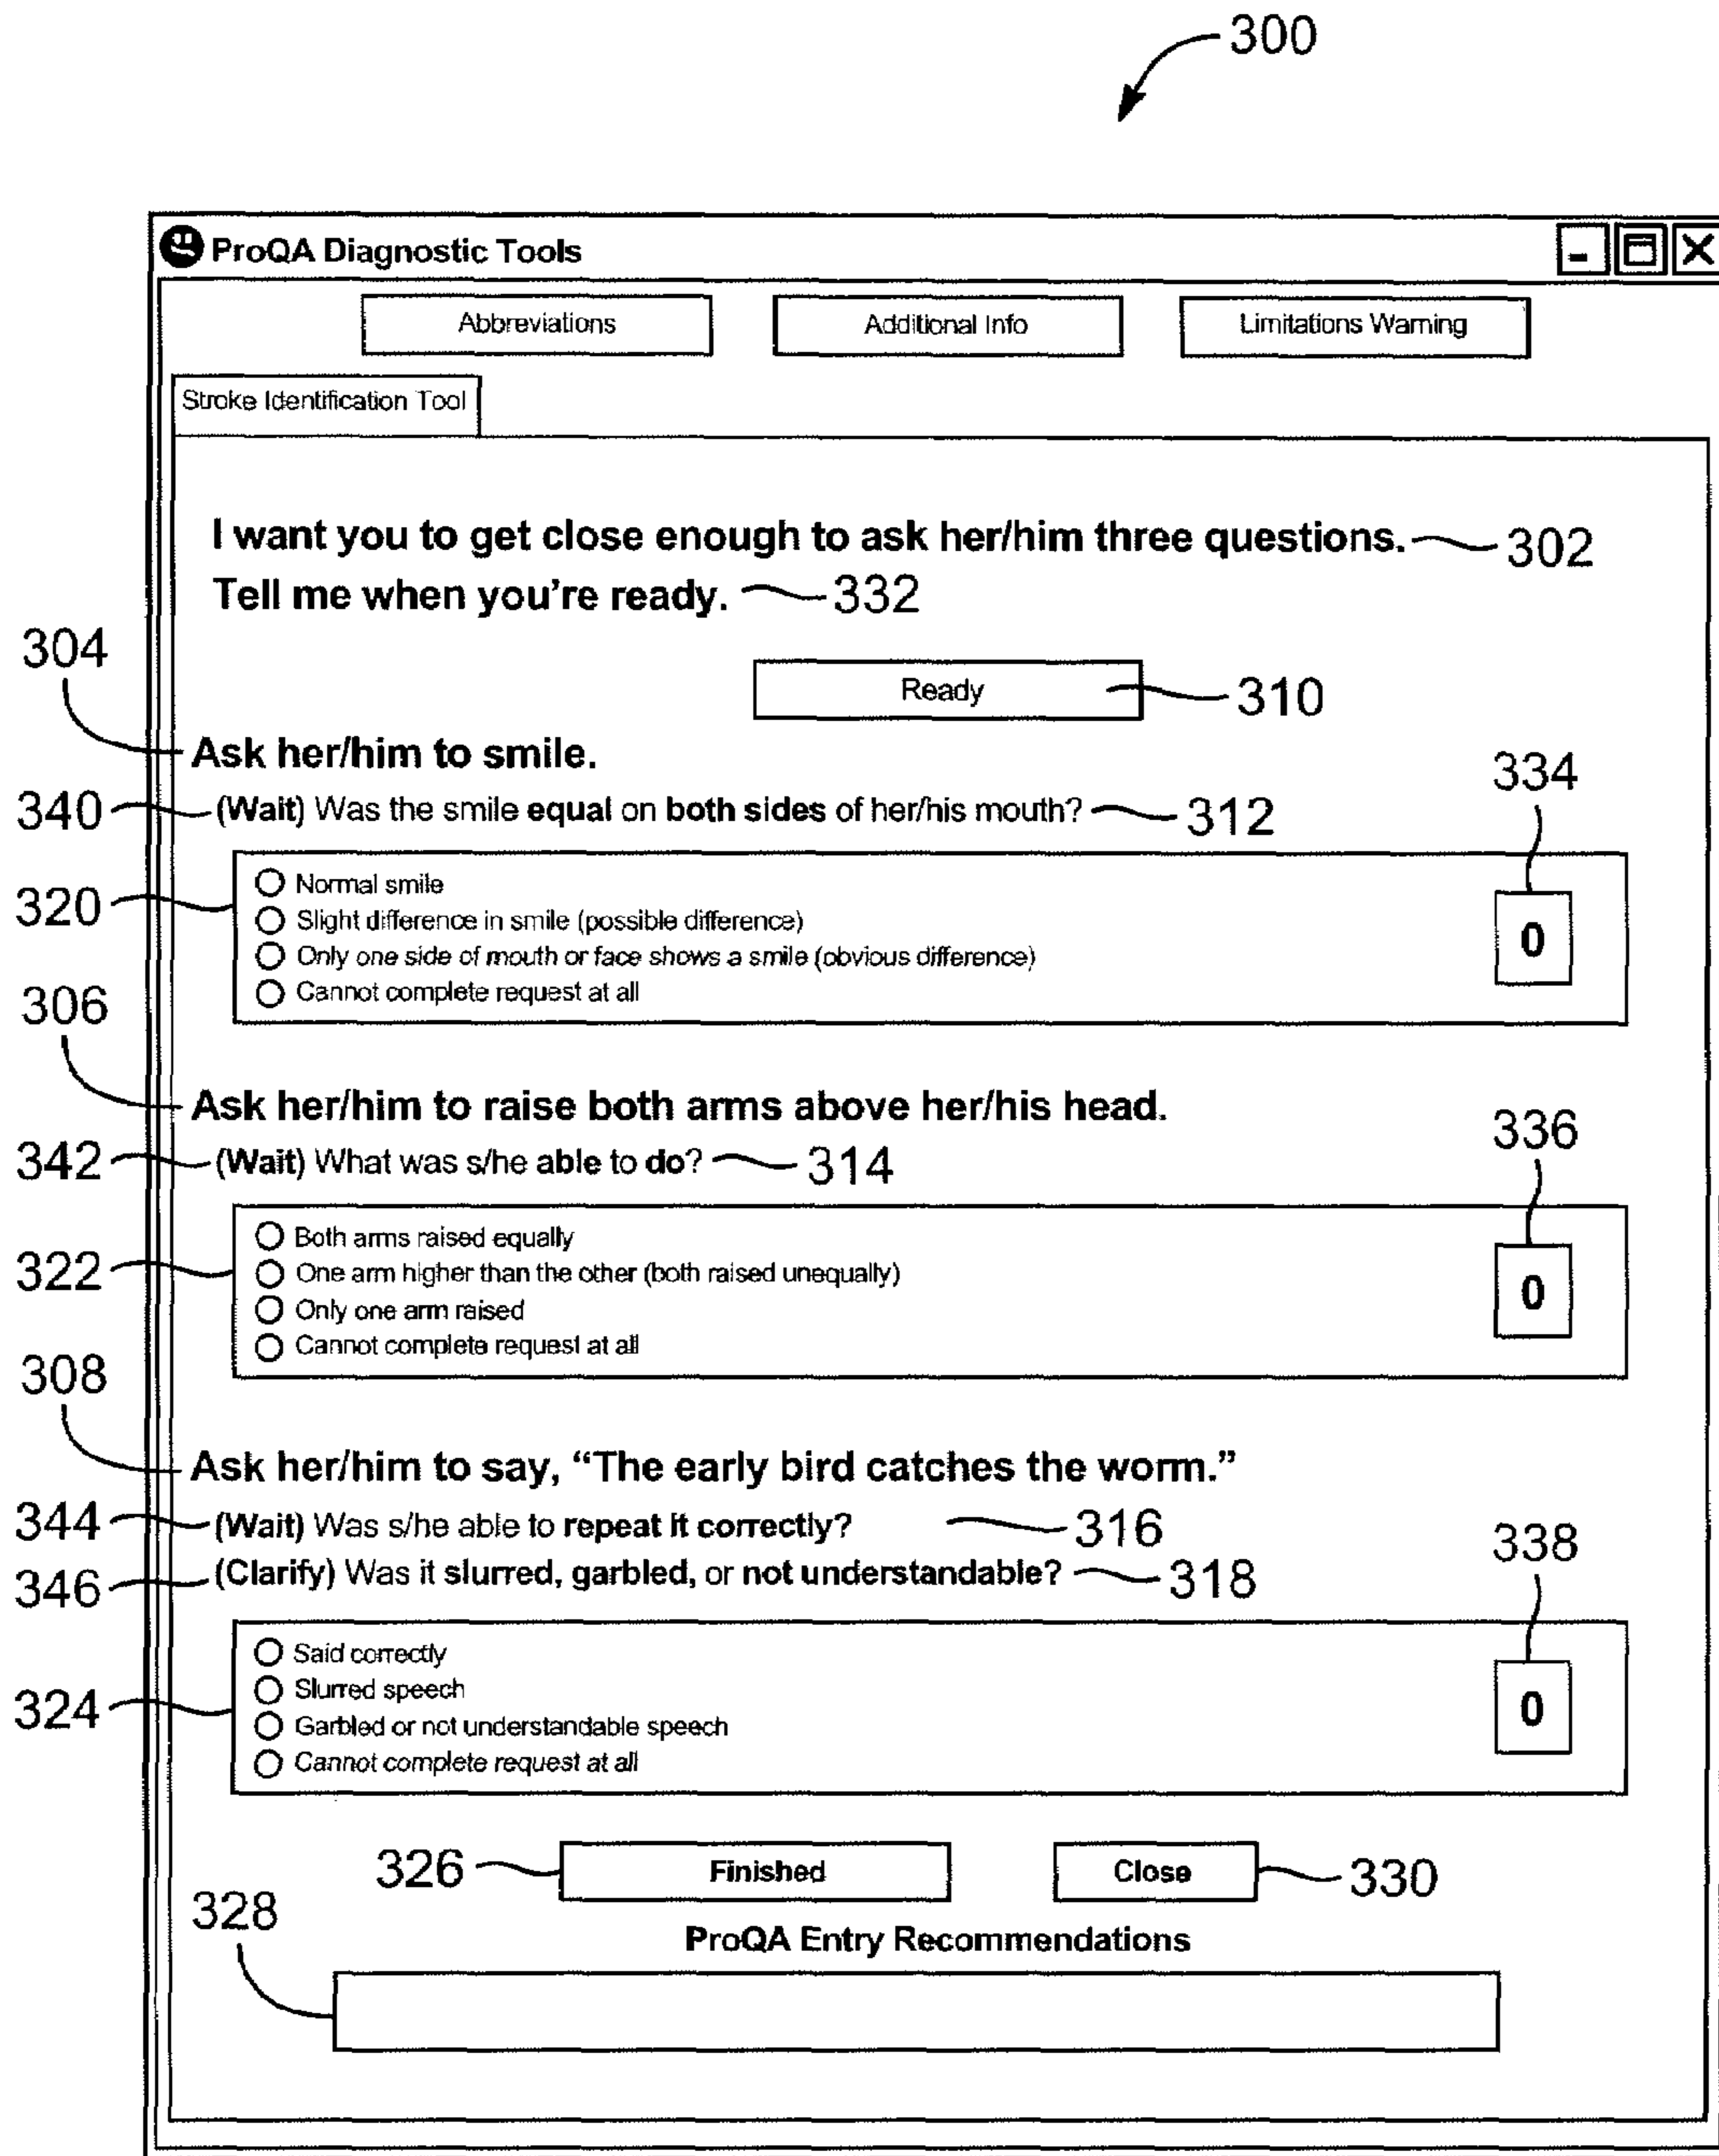 300
ProQA Diagnostic Tools
Abbreviations Additional Info Limitations Warning
Stroke Identification Tool
I want you to get close enough to ask her/him three questions. 302
Tell me when you're ready. 332
304
Ready 310
Ask her/him to smile.
334
340 (Wait) Was the smile equal on both sides of her/his mouth? 312
320
Normal smile
Slight difference in smile (possible difference)
Only one side of mouth or face shows a smile (obvious difference)
Cannot complete request at all
0
306
Ask her/him to raise both arms above her/his head.
336
342 (Wait) What was s/he able to do? 314
322
Both arms raised equally
One arm higher than the other (both raised unequally)
Only one arm raised
Cannot complete request at all
0
308
Ask her/him to say, “The early bird catches the worm.”
344 (Wait) Was s/he able to repeat it correctly? 316
338
346 (Clarify) Was it slurred, garbled, or not understandable? 318
324
Said correctly
Slurred speech
Garbled or not understandable speech
Cannot complete request at all
0
326 Finished Close 330
328
ProQA Entry Recommendations